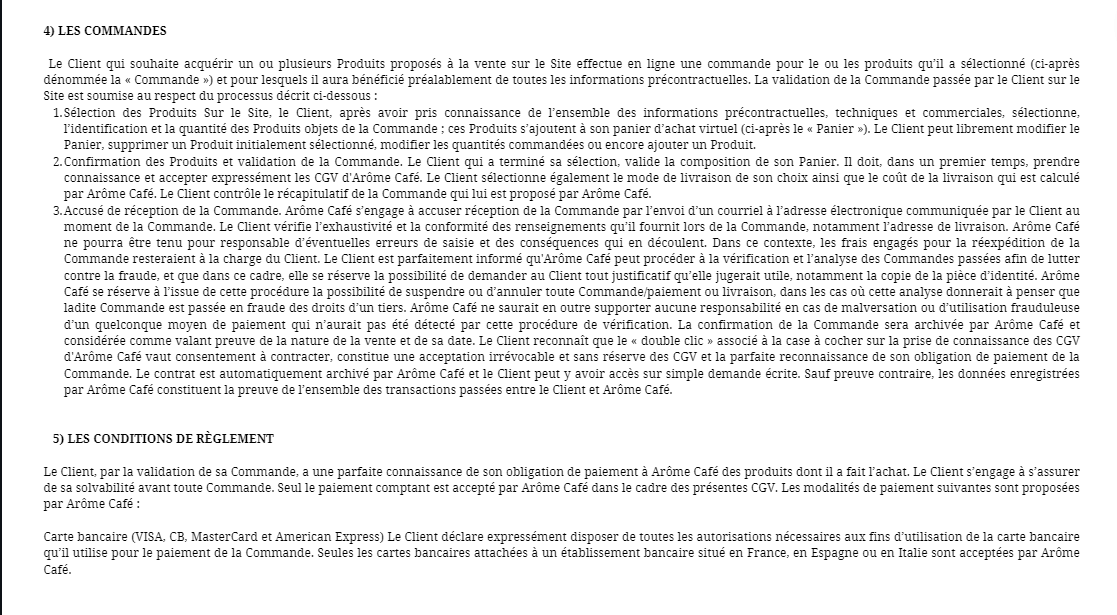 4) LES COMMANDES
Le Client qui souhaite acquérir un ou plusieurs Produits proposés à la vente sur le Site effectue en ligne une commande pour le ou les produits qu'il a sélectionné (ci-après
dénommée la « Commande ») et pour lesquels il aura bénéficié préalablement de toutes les informations précontractuelles. La validation de la Commande passée par le Client sur le
Site est soumise au respect du processus décrit ci-dessous :
1. Sélection des Produits Sur le Site, le Client, après avoir pris connaissance de l'ensemble des informations précontractuelles, techniques et commerciales, sélectionne,
l'identification et la quantité des Produits objets de la Commande ; ces Produits s'ajoutent à son panier d'achat virtuel (ci-après le « Panier »). Le Client peut librement modifier le
Panier, supprimer un Produit initialement sélectionné, modifier les quantités commandées ou encore ajouter un Produit.
2. Confirmation des Produits et validation de la Commande. Le Client qui a terminé sa sélection, valide la composition de son Panier. Il doit, dans un premier temps, prendre
connaissance et accepter expressément les CGV d'Arôme Café. Le Client sélectionne également le mode de livraison de son choix ainsi que le coût de la livraison qui est calculé
par Arôme Café. Le Client contrôle le récapitulatif de la Commande qui lui est proposé par Arôme Café.
3. Accusé de réception de la Commande. Arôme Café s'engage à accuser réception de la Commande par l'envoi d'un courriel à l'adresse électronique communiquée par le Client au
moment de la Commande. Le Client vérifie l'exhaustivité et la conformité des renseignements qu'il fournit lors de la Commande, notamment l'adresse de livraison. Arôme Café
ne pourra être tenu pour responsable d'éventuelles erreurs de saisie et des conséquences qui en découlent. Dans ce contexte, les frais engagés pour la réexpédition de la
Commande resteraient à la charge du Client. Le Client est parfaitement informé qu'Arôme Café peut procéder à la vérification et l'analyse des Commandes passées afin de lutter
contre la fraude, et que dans ce cadre, elle se réserve la possibilité de demander au Client tout justificatif qu'elle jugerait utile, notamment la copie de la pièce d'identité. Arôme
Café se réserve à l'issue de cette procédure la possibilité de suspendre ou d'annuler toute Commande/paiement ou livraison, dans les cas où cette analyse donnerait à penser que
ladite Commande est passée en fraude des droits d'un tiers. Arôme Café ne saurait en outre supporter aucune responsabilité en cas de malversation ou d'utilisation frauduleuse
d'un quelconque moyen de paiement qui n'aurait pas été détecté par cette procédure de vérification. La confirmation de la Commande sera archivée par Arôme Café et
considérée comme valant preuve de la nature de la vente et de sa date. Le Client reconnaît que le « double clic » associé à la case à cocher sur la prise de connaissance des CGV
d'Arôme Café vaut consentement à contracter, constitue une acceptation irrévocable et sans réserve des CGV et la parfaite reconnaissance de son obligation de paiement de la
Commande. Le contrat est automatiquement archivé par Arôme Café et le Client peut y avoir accès sur simple demande écrite. Sauf preuve contraire, les données enregistrées
par Arôme Café constituent la preuve de l'ensemble des transactions passées entre le Client et Arôme Café.
5) LES CONDITIONS DE RÈGLEMENT
Le Client, par la validation de sa Commande, a une parfaite connaissance de son obligation de paiement à Arôme Café des produits dont il a fait l'achat. Le Client s'engage à s'assurer
de sa solvabilité avant toute Commande. Seul le paiement comptant est accepté par Arôme Café dans le cadre des présentes CGV. Les modalités de paiement suivantes sont proposées
par Arôme Café :
Carte bancaire (VISA, CB, MasterCard et American Express) Le Client déclare expressément disposer de toutes les autorisations nécessaires aux fins d'utilisation de la carte bancaire
qu'il utilise pour le paiement de la Commande. Seules les cartes bancaires attachées à un établissement bancaire situé en France, en Espagne ou en Italie sont acceptées par Arôme
Café.